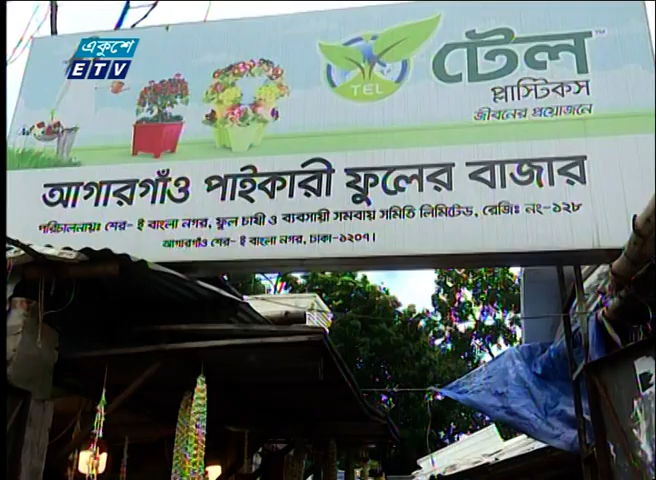 একুশে
ETV
TEL
টেল™
প্লাস্টিকস
জীবনের প্রয়োজনে
আগারগাঁও পাইকারী ফুলের বাজার
পরিচালনায়ঃ শের- ই বাংলা নগর, ফুল চাষী ও ব্যবসায়ী সমবায় সমিতি লিমিটেড, রেজিঃ নং-১২৮
আগারগাঁও শের- ই বাংলা নগর, ঢাকা-১২০৭।